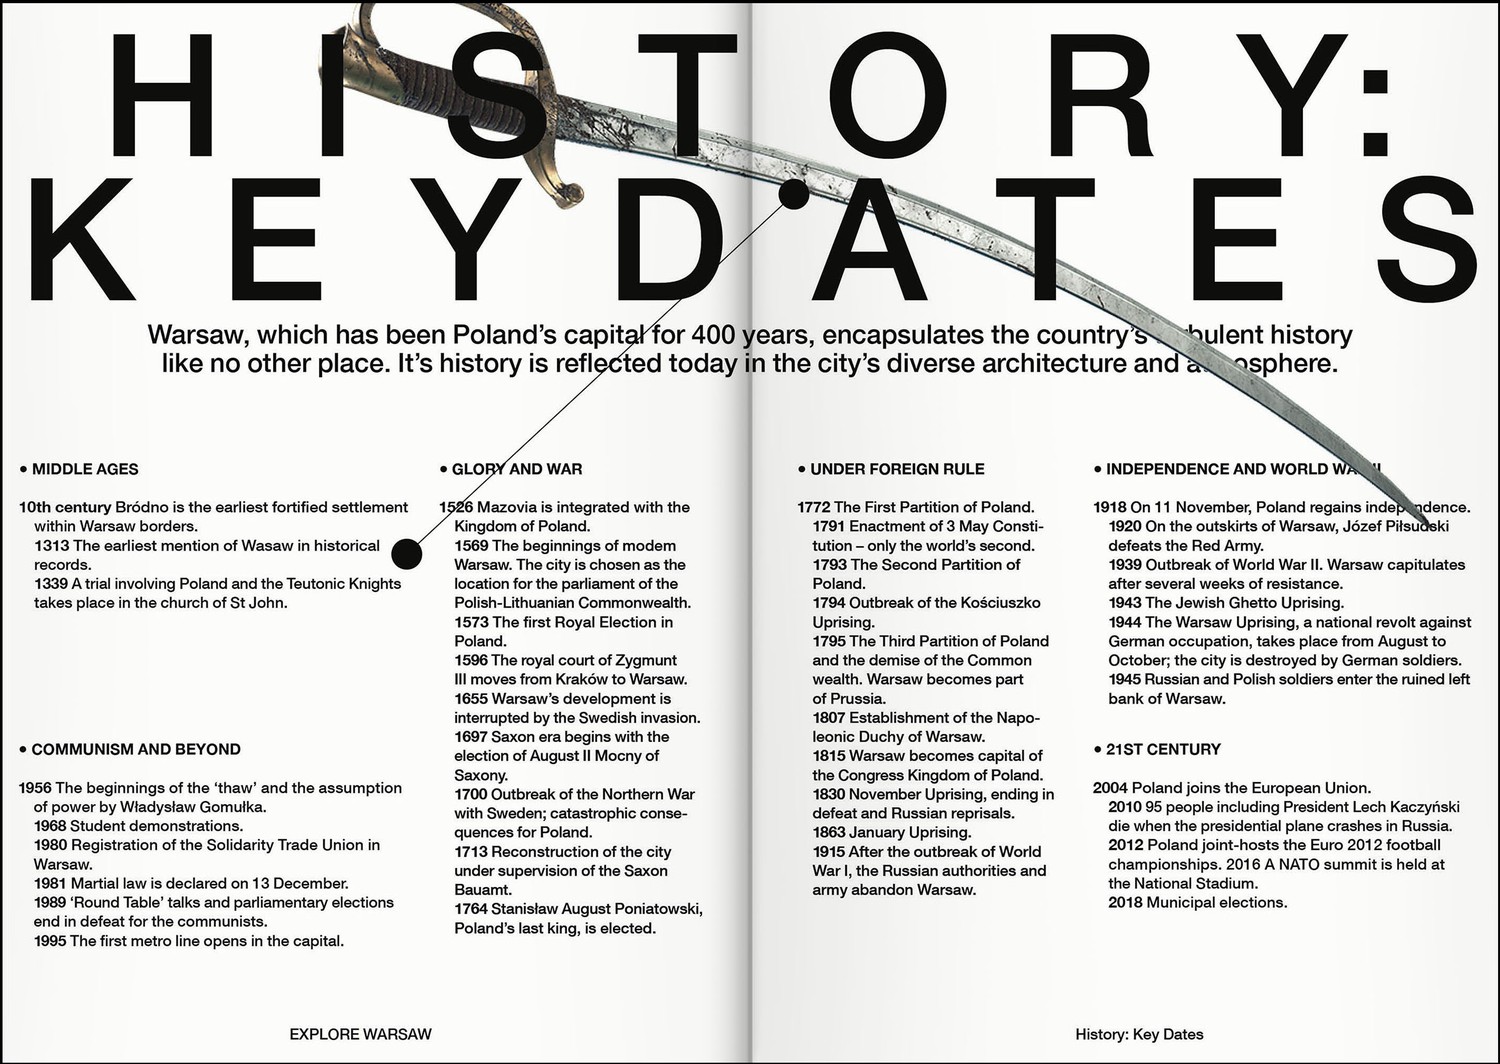 HISTORY:
KEY DATES
Warsaw, which has been Poland's capital for 400 years, encapsulates the country's bulent history
like no other place. It's history is reflected today in the city's diverse architecture and
• MIDDLE AGES
10th century Bródno is the earliest fortified settlement
within Warsaw borders.
1313 The earliest mention of Wasaw in historical
records.
1339 A trial involving Poland and the Teutonic Knights
takes place in the church of St John.
• COMMUNISM AND BEYOND
1956 The beginnings of the ‘thaw’ and the assumption
of power by Władysław Gomułka.
1968 Student demonstrations.
1980 Registration of the Solidarity Trade Union in
Warsaw.
1981 Martial law is declared on 13 December.
1989 ‘Round Table’ talks and parliamentary elections
end in defeat for the communists.
1995 The first metro line opens in the capital.
• GLORY AND WAR
1526 Mazovia is integrated with the
Kingdom of Poland.
1569 The beginnings of modern
Warsaw. The city is chosen as the
location for the parliament of the
Polish-Lithuanian Commonwealth.
1573 The first Royal Election in
Poland.
1596 The royal court of Zygmunt
III moves from Kraków to Warsaw.
1655 Warsaw's development is
interrupted by the Swedish invasion.
1697 Saxon era begins with the
election of August II Mocny of
Saxony.
1700 Outbreak of the Northern War
with Sweden; catastrophic conse-
quences for Poland.
1713 Reconstruction of the city
under supervision of the Saxon
Bauamt.
1764 Stanisław August Poniatowski,
Poland's last king, is elected.
• UNDER FOREIGN RULE
1772 The First Partition of Poland.
1791 Enactment of 3 May Consti-
tution – only the world's second.
1793 The Second Partition of
Poland.
1794 Outbreak of the Kościuszko
Uprising.
1795 The Third Partition of Poland
and the demise of the Common
wealth. Warsaw becomes part
of Prussia.
1807 Establishment of the Napo-
leonic Duchy of Warsaw.
1815 Warsaw becomes capital of
the Congress Kingdom of Poland.
1830 November Uprising, ending in
defeat and Russian reprisals.
1863 January Uprising.
1915 After the outbreak of World
War I, the Russian authorities and
army abandon Warsaw.
• INDEPENDENCE AND WORLD WAR II
1918 On 11 November, Poland regains independence.
1920 On the outskirts of Warsaw, Józef Piłsudski
defeats the Red Army.
1939 Outbreak of World War II. Warsaw capitulates
after several weeks of resistance.
1943 The Jewish Ghetto Uprising.
1944 The Warsaw Uprising, a national revolt against
German occupation, takes place from August to
October; the city is destroyed by German soldiers.
1945 Russian and Polish soldiers enter the ruined left
bank of Warsaw.
• 21ST CENTURY
2004 Poland joins the European Union.
2010 95 people including President Lech Kaczyński
die when the presidential plane crashes in Russia.
2012 Poland joint-hosts the Euro 2012 football
championships. 2016 A NATO summit is held at
the National Stadium.
2018 Municipal elections.
EXPLORE WARSAW
History: Key Dates